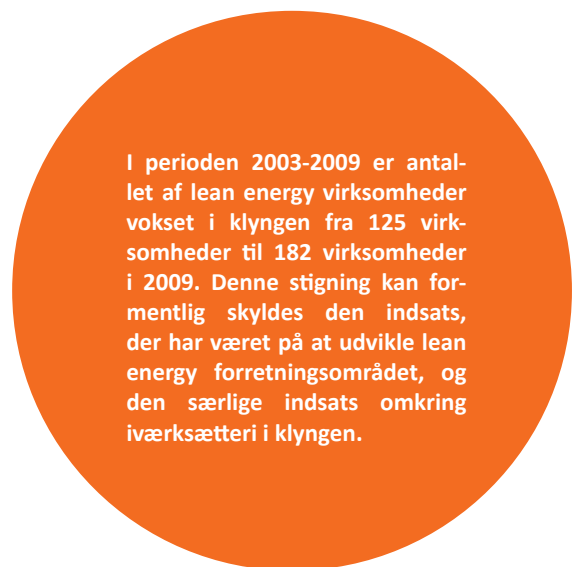 I perioden 2003-2009 er antal-
let af lean energy virksomheder
vokset i klyngen fra 125 virk-
somheder til 182 virksomheder
i 2009. Denne stigning kan for-
mentlig skyldes den indsats,
der har været på at udvikle lean
energy forretningsområdet, og
den særlige indsats omkring
iværksætteri i klyngen.